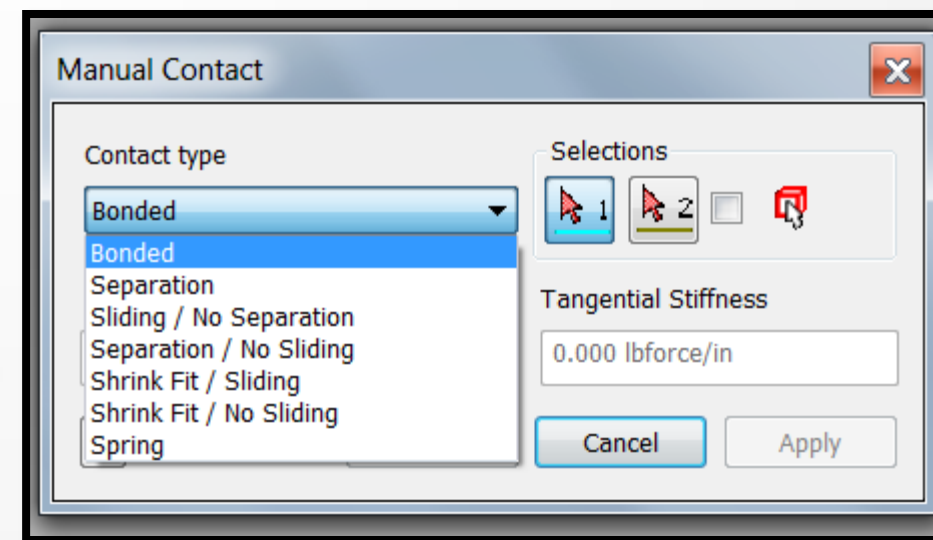 Manual Contact
Contact type
Selections
Bonded
1 2
Bonded
Separation
Sliding / No Separation
Separation / No Sliding
Shrink Fit / Sliding
Shrink Fit / No Sliding
Spring
Tangential Stiffness
0.000 lbforce/in
Cancel Apply